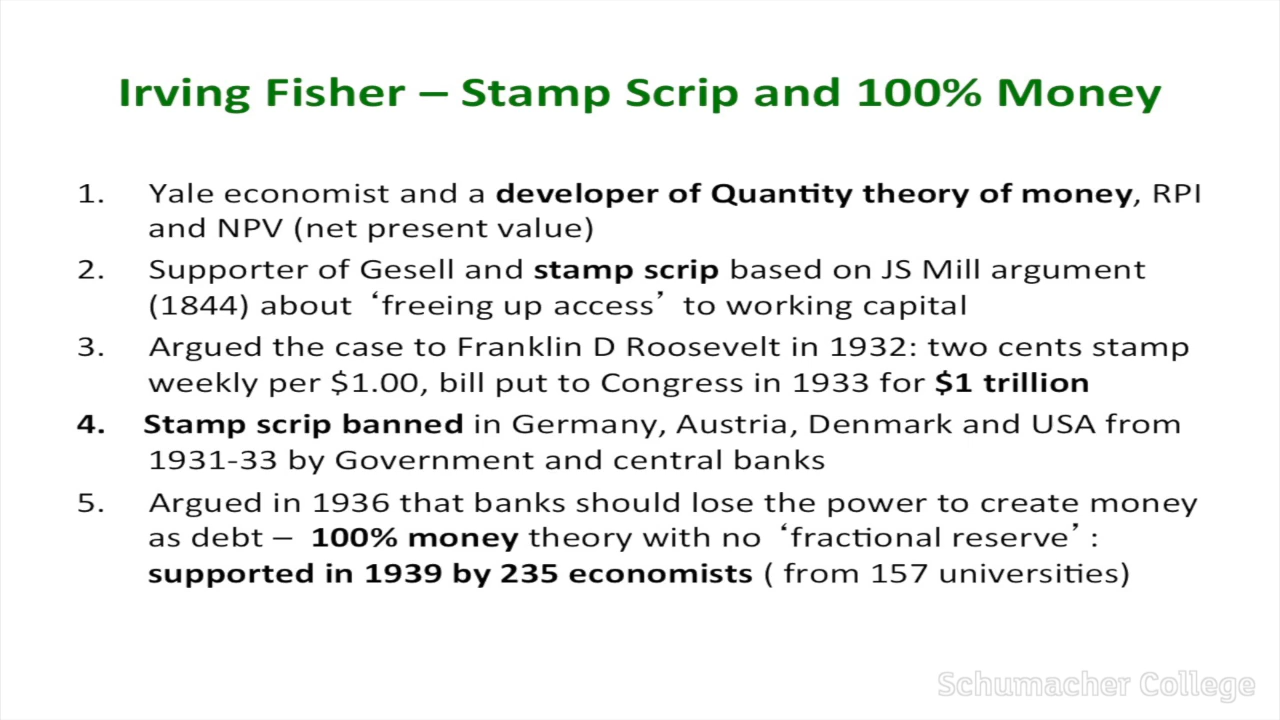 Irving Fisher – Stamp Scrip and 100% Money
1. Yale economist and a developer of Quantity theory of money, RPI
and NPV (net present value)
2. Supporter of Gesell and stamp scrip based on JS Mill argument
(1844) about ‘freeing up access’ to working capital
3. Argued the case to Franklin D Roosevelt in 1932: two cents stamp
weekly per $1.00, bill put to Congress in 1933 for $1 trillion
4. Stamp scrip banned in Germany, Austria, Denmark and USA from
1931-33 by Government and central banks
5. Argued in 1936 that banks should lose the power to create money
as debt – 100% money theory with no ‘fractional reserve’ :
supported in 1939 by 235 economists ( from 157 universities)
Schumacher College